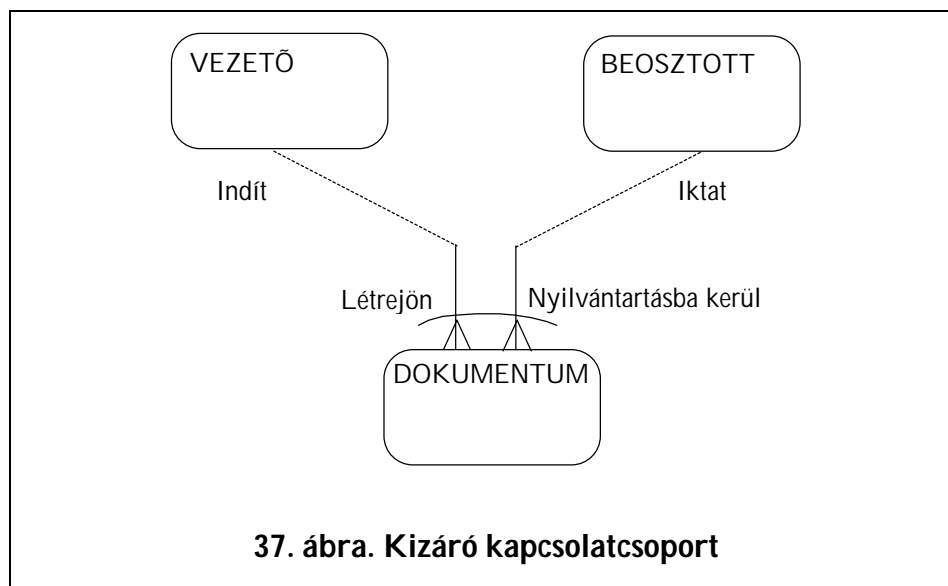 VEZETÕ
BEOSZTOTT
Indít
Iktat
Létrejön
Nyilvántartásba kerül
DOKUMENTUM
37. ábra. Kizáró kapcsolatcsoport